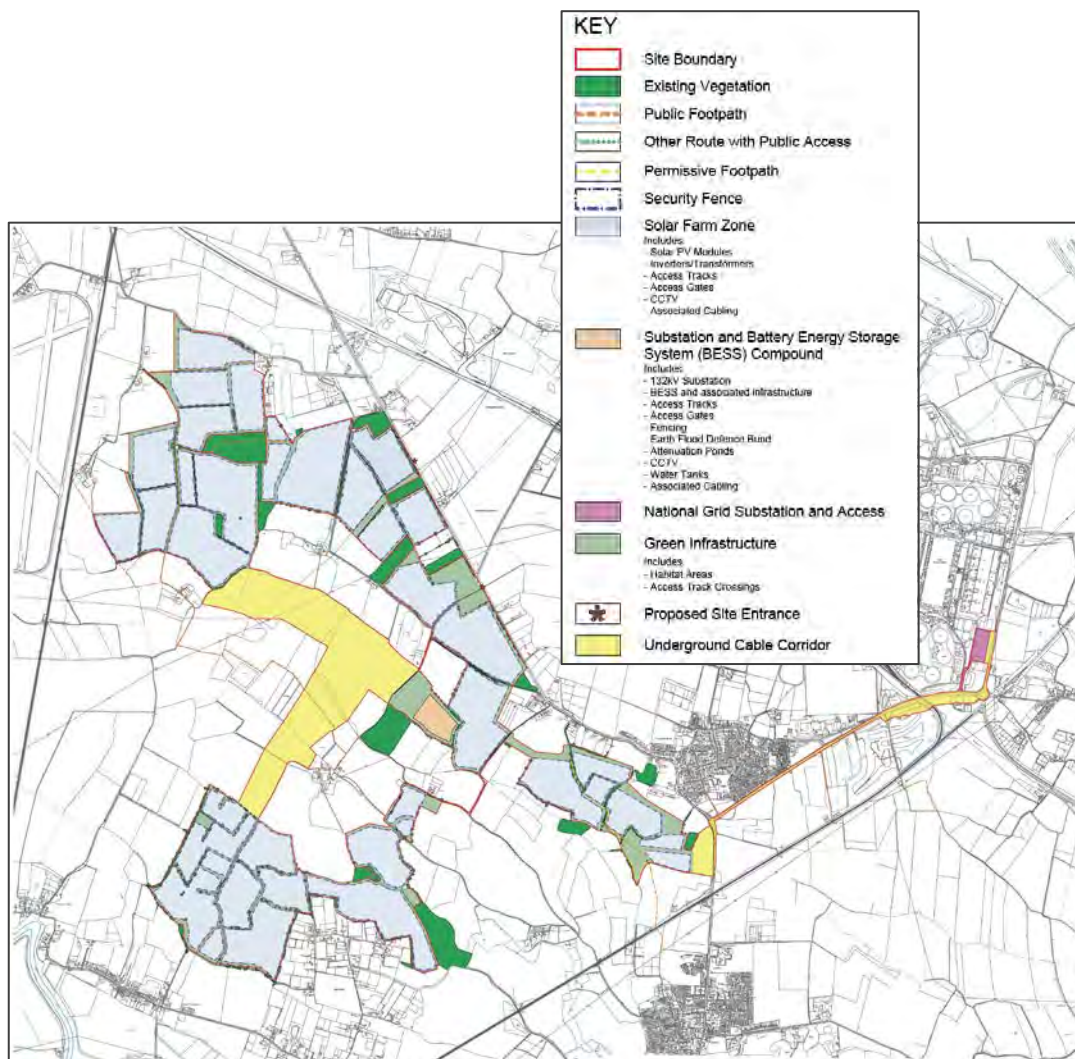 KEY
Site Boundary
Existing Vegetation
Public Footpath
Other Route with Public Access
Permissive Footpath
Security Fence
Solar Farm Zone
Includes
- Solar PV Modules
- Inverters/Transformers
- Access Tracks
- Access Gates
- CCTV
Associated Cabling
Substation and Battery Energy Storage
System (BESS) Compound
Includes
- 132kV Substation
- BESS and associated infrastructure
- Access Tracks
- Access Gates
- Fencing
Earth Flood Defence Bund
- Attenuation Ponds
- CCTV
- Water Tanks
- Associated Cabling
National Grid Substation and Access
Green Infrastructure
Includes
- Habitat Areas
- Access Track Crossings
Proposed Site Entrance
Underground Cable Corridor